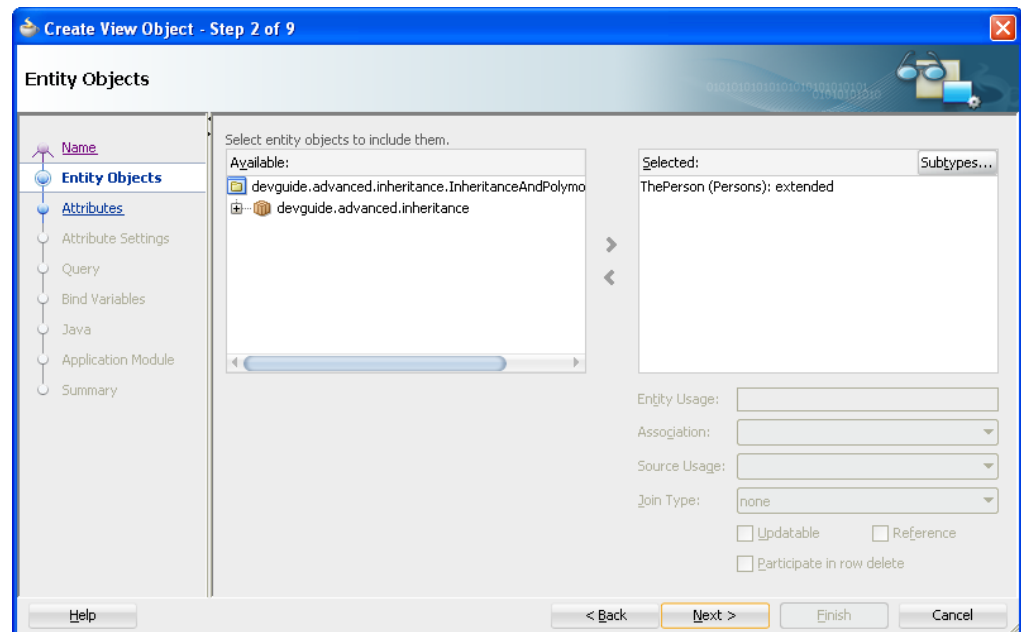 Create View Object - Step 2 of 9
Entity Objects
Name
Entity Objects
Attributes
Attribute Settings
Query
Bind Variables
Java
Application Module
Summary
Select entity objects to include them.
Available:
devguide.advanced.inheritance.InheritanceAndPolymo
devguide.advanced.inheritance
Selected:
Subtypes...
ThePerson (Persons): extended
Entity Usage:
Association:
Source Usage:
Join Type:
none
Updatable
Reference
Participate in row delete
Help
< Back
Next >
Finish
Cancel